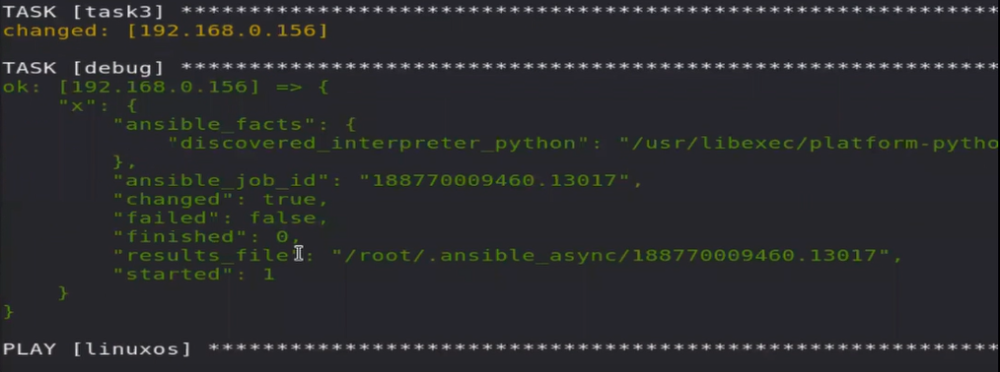 TASK [task3] *********************************************************
changed: [192.168.0.156]
TASK [debug] *********************************************************
ok: [192.168.0.156] => {
    "x": {
        "ansible_facts": {
            "discovered_interpreter_python": "/usr/libexec/platform-pytho
        },
        "ansible_job_id": "188770009460.13017",
        "changed": true,
        "failed": false,
        "finished": 0,
        "results_file": "/root/.ansible_async/188770009460.13017",
        "started": 1
    }
}
PLAY [linuxos] *******************************************************